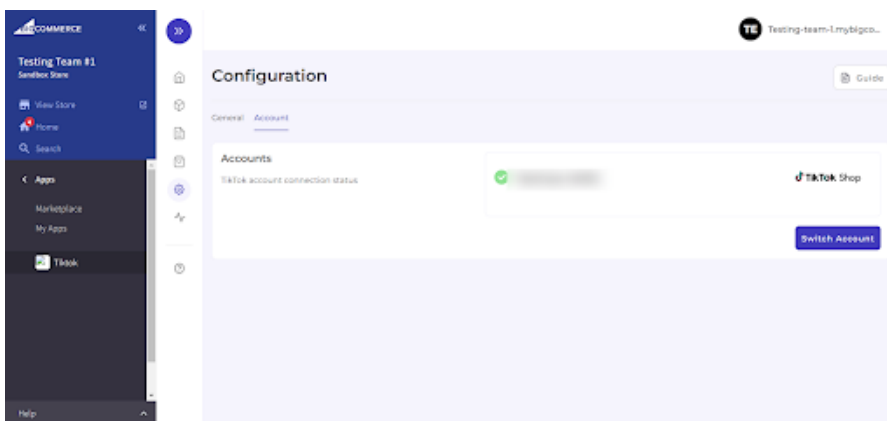 COMMERCE
Testing Team #1
Sandbox Store
View Store
Home
Search
Apps
Marketplace
My Apps
Tiktok
Help
TE Testing-team-1.mybigco...
Configuration
Guide
General Account
Accounts
TikTok account connection status
TikTok Shop
Switch Account